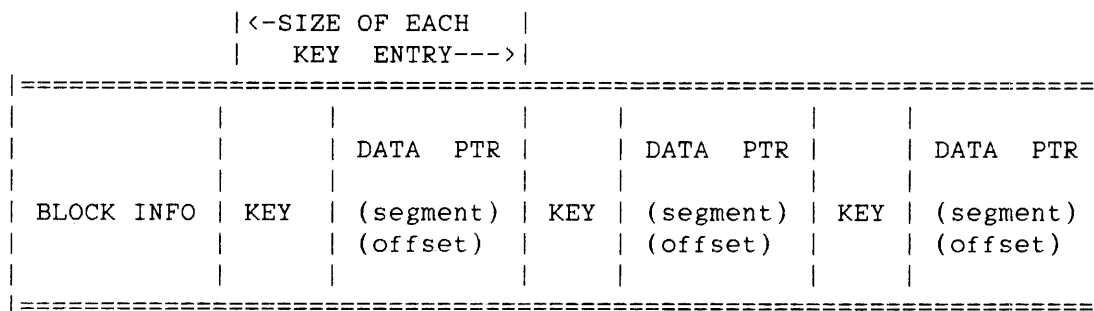 |<-SIZE OF EACH |
| KEY ENTRY--->|
|===================================================================
| | | | | | |
| | | DATA PTR | | DATA PTR | | DATA PTR
| | | | | | |
| BLOCK INFO | KEY | (segment) | KEY | (segment) | KEY | (segment)
| | | (offset) | | (offset) | | (offset)
| | | | | | |
|===================================================================